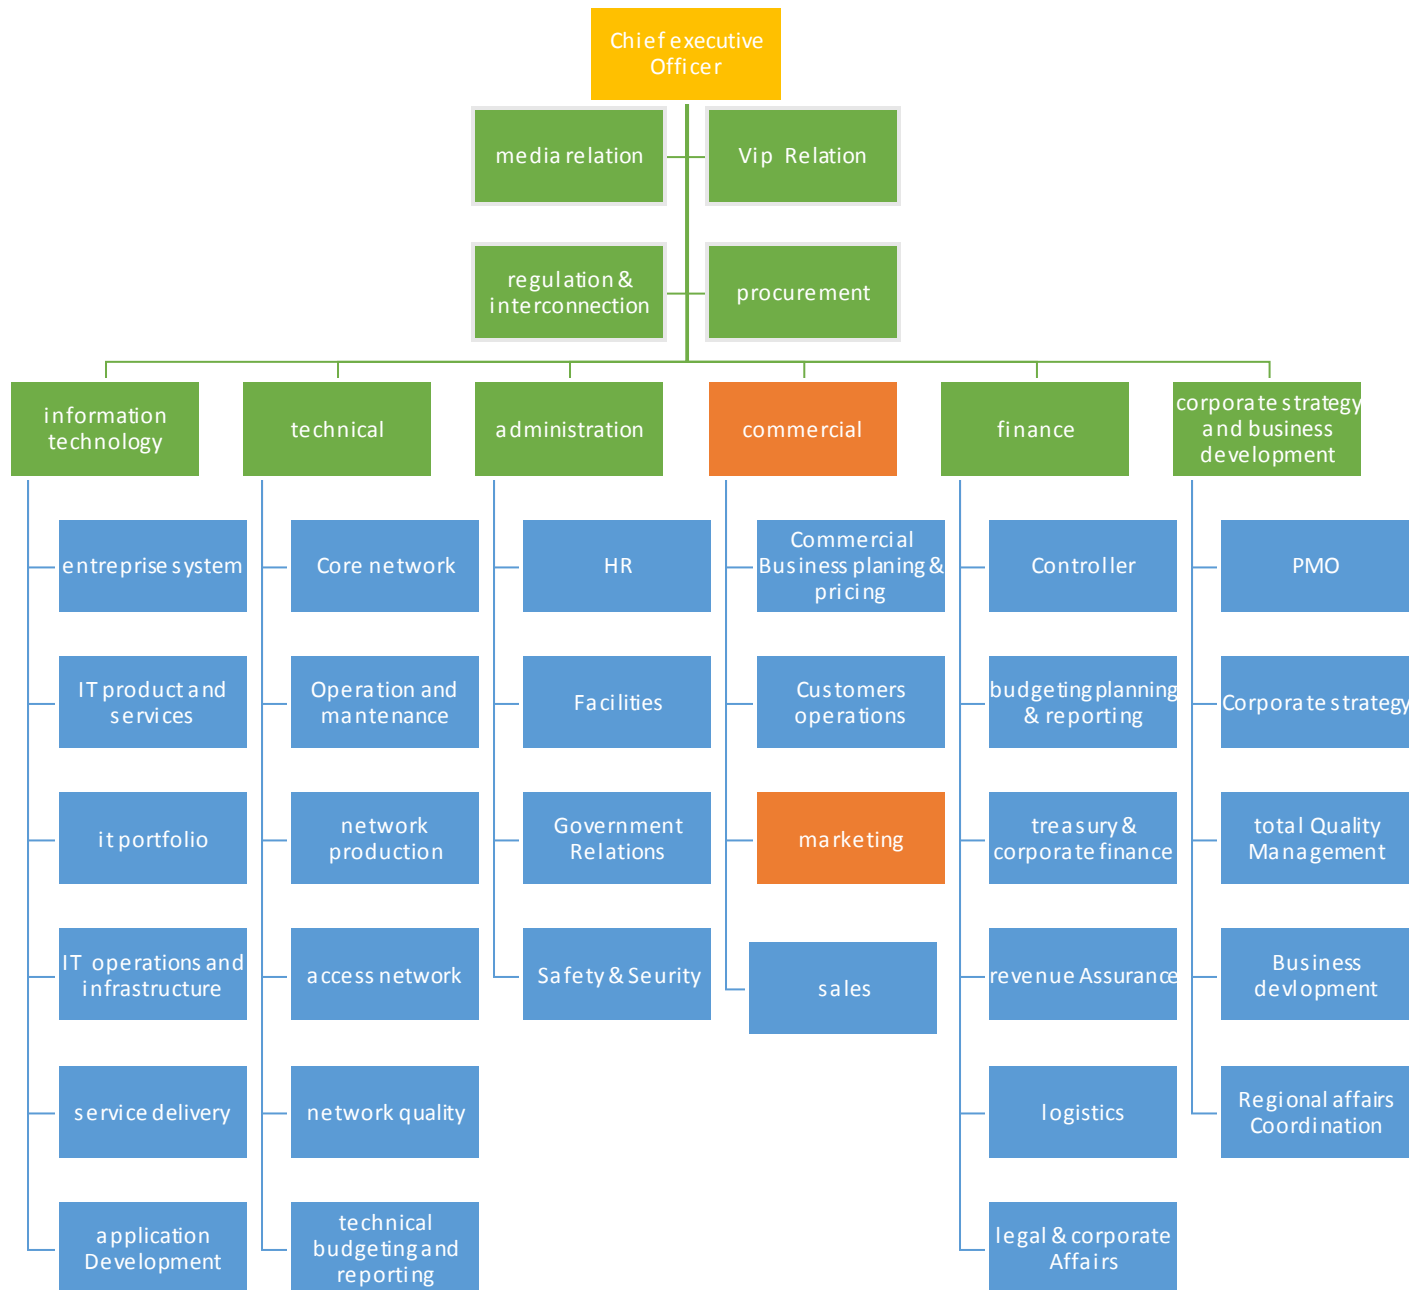 Chief executive
Officer
media relation
Vip Relation
regulation &
interconnection
procurement
information
technology
technical
administration
commercial
finance
corporate strategy
and business
development
entreprise system
IT product and
services
it portfolio
IT operations and
infrastructure
service delivery
application
Development
Core network
Operation and
mantenance
network
production
access network
network quality
technical
budgeting and
reporting
HR
Facilities
Government
Relations
Safety & Seurity
Commercial
Business planing &
pricing
Customers
operations
marketing
sales
Controller
budgeting planning
& reporting
treasury &
corporate finance
revenue Assurance
logistics
legal & corporate
Affairs
PMO
Corporate strategy
total Quality
Management
Business
devlopment
Regional affairs
Coordination